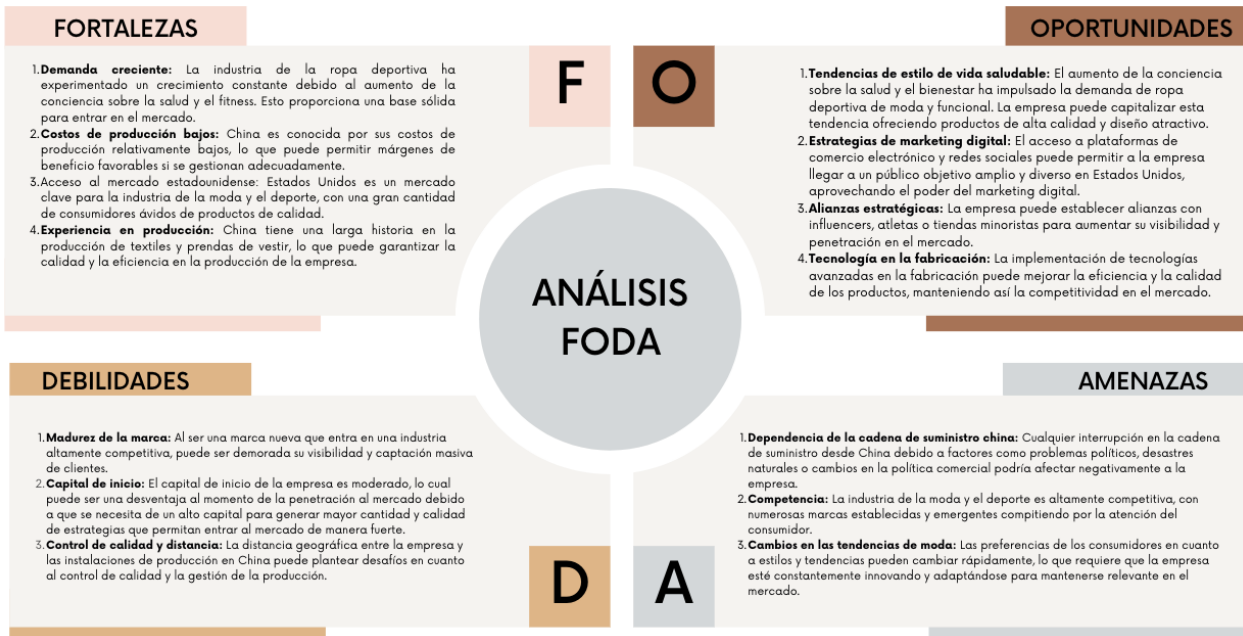 FORTALEZAS
1.Demanda creciente: La industria de la ropa deportiva ha
experimentado un crecimiento constante debido al aumento de la
conciencia sobre la salud y el fitness. Esto proporciona una base sólida
para entrar en el mercado.
2.Costos de producción bajos: China es conocida por sus costos de
producción relativamente bajos, lo que puede permitir márgenes de
beneficio favorables si se gestionan adecuadamente.
3.Acceso al mercado estadounidense: Estados Unidos es un mercado
clave para la industria de la moda y el deporte, con una gran cantidad
de consumidores ávidos de productos de calidad.
4.Experiencia en producción: China tiene una larga historia en la
producción de textiles y prendas de vestir, lo que puede garantizar la
calidad y la eficiencia en la producción de la empresa.
F
O
OPORTUNIDADES
1.Tendencias de estilo de vida saludable: El aumento de la conciencia
sobre la salud y el bienestar ha impulsado la demanda de ropa
deportiva de moda y funcional. La empresa puede capitalizar esta
tendencia ofreciendo productos de alta calidad y diseño atractivo.
2.Estrategias de marketing digital: El acceso a plataformas de
comercio electrónico y redes sociales puede permitir a la empresa
llegar a un público objetivo amplio y diverso en Estados Unidos,
aprovechando el poder del marketing digital.
3.Alianzas estratégicas: La empresa puede establecer alianzas con
influencers, atletas o tiendas minoristas para aumentar su visibilidad y
penetración en el mercado.
4.Tecnología en la fabricación: La implementación de tecnologías
avanzadas en la fabricación puede mejorar la eficiencia y la calidad
de los productos, manteniendo así la competitividad en el mercado.
ANÁLISIS
FODA
DEBILIDADES
1.Madurez de la marca: Al ser una marca nueva que entra en una industria
altamente competitiva, puede ser demorada su visibilidad y captación masiva
de clientes.
2.Capital de inicio: El capital de inicio de la empresa es moderado, lo cual
puede ser una desventaja al momento de la penetración al mercado debido
a que se necesita de un alto capital para generar mayor cantidad y calidad
de estrategias que permitan entrar al mercado de manera fuerte.
3.Control de calidad y distancia: La distancia geográfica entre la empresa y
las instalaciones de producción en China puede plantear desafíos en cuanto
al control de calidad y la gestión de la producción.
D
A
AMENAZAS
1.Dependencia de la cadena de suministro china: Cualquier interrupción en la cadena
de suministro desde China debido a factores como problemas políticos, desastres
naturales o cambios en la política comercial podría afectar negativamente a la
empresa.
2.Competencia: La industria de la moda y el deporte es altamente competitiva, con
numerosas marcas establecidas y emergentes compitiendo por la atención del
consumidor.
3.Cambios en las tendencias de moda: Las preferencias de los consumidores en cuanto
a estilos y tendencias pueden cambiar rápidamente, lo que requiere que la empresa
esté constantemente innovando y adaptándose para mantenerse relevante en el
mercado.